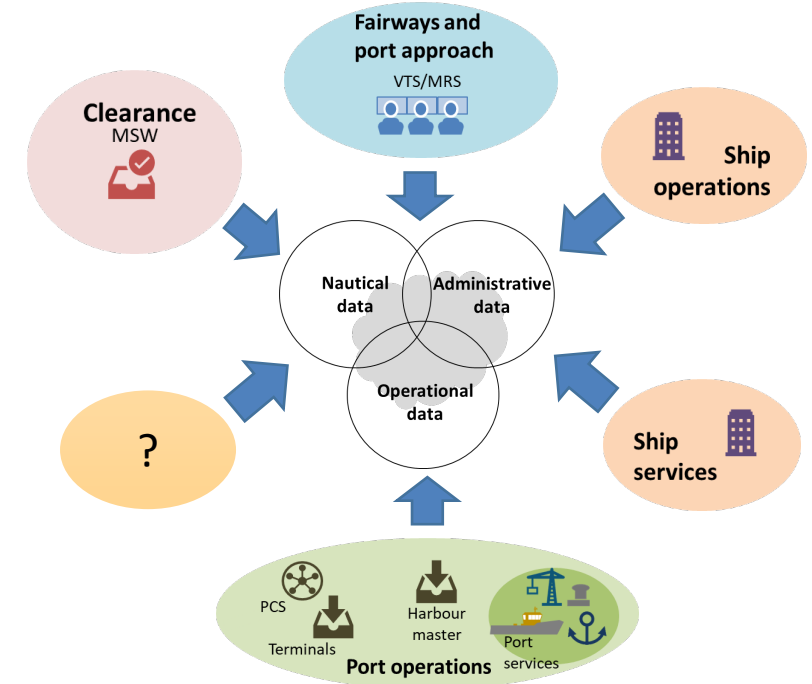 Fairways and
port approach
VTS/MRS
Clearance
MSW
Ship
operations
Nautical
data
Administrative
data
Operational
data
?
Ship
services
PCS
Terminals
Harbour
master
Port
services
Port operations